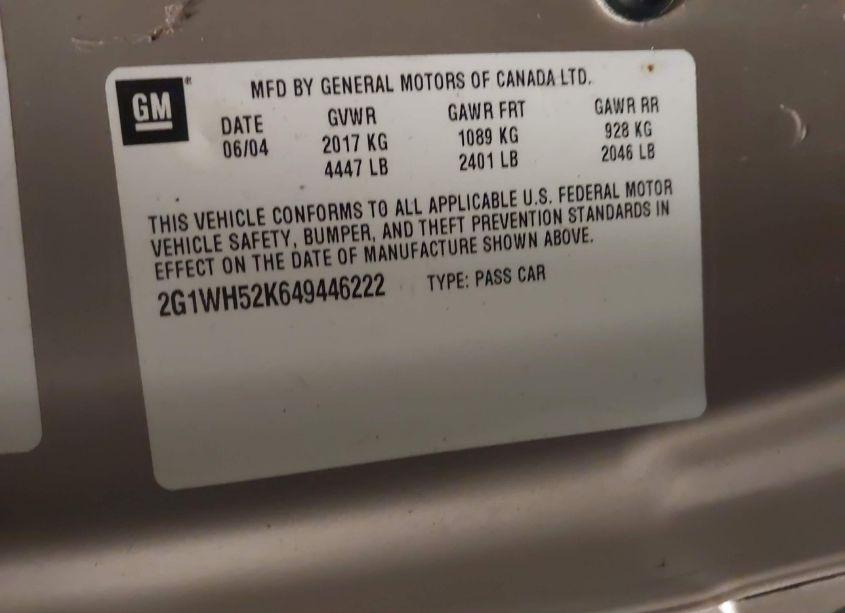 GM
MFD BY GENERAL MOTORS OF CANADA LTD.
DATE GVWR GAWR FRT GAWR RR
06/04 2017 KG 1089 KG 928 KG
4447 LB 2401 LB 2046 LB
THIS VEHICLE CONFORMS TO ALL APPLICABLE U.S. FEDERAL MOTOR
VEHICLE SAFETY, BUMPER, AND THEFT PREVENTION STANDARDS IN
EFFECT ON THE DATE OF MANUFACTURE SHOWN ABOVE.
2G1WH52K649446222 TYPE: PASS CAR